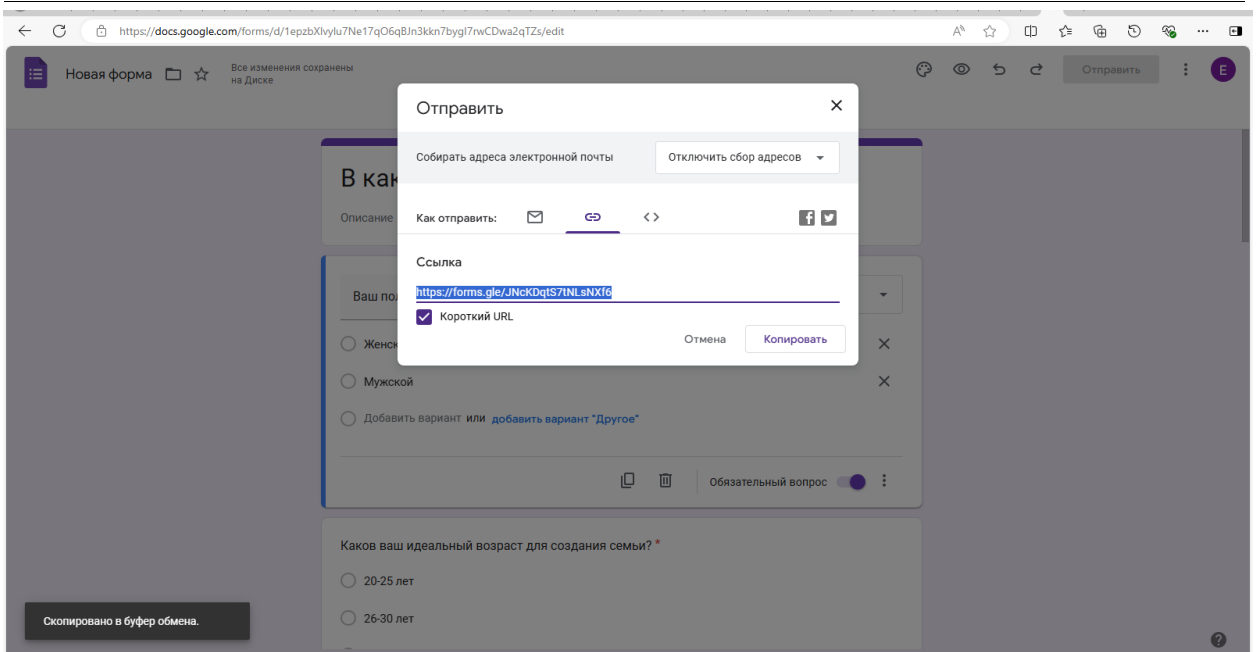 https://docs.google.com/forms/d/1epzbXlvylu7Ne17qO6qBJn3kkn7bygl7rwCDwa2qTZs/edit
Новая форма
Все изменения сохранены
на Диске
Отправить
E
Отправить
Собирать адреса электронной почты
Отключить сбор адресов
В как
Описание
Как отправить:
Ссылка
https://forms.gle/JNcKDqtS7tNLsNXf6
Ваш пол
Короткий URL
Отмена
Копировать
Женск
Мужской
Добавить вариант или добавить вариант "Другое"
Обязательный вопрос
Каков ваш идеальный возраст для создания семьи? *
20-25 лет
26-30 лет
Скопировано в буфер обмена.